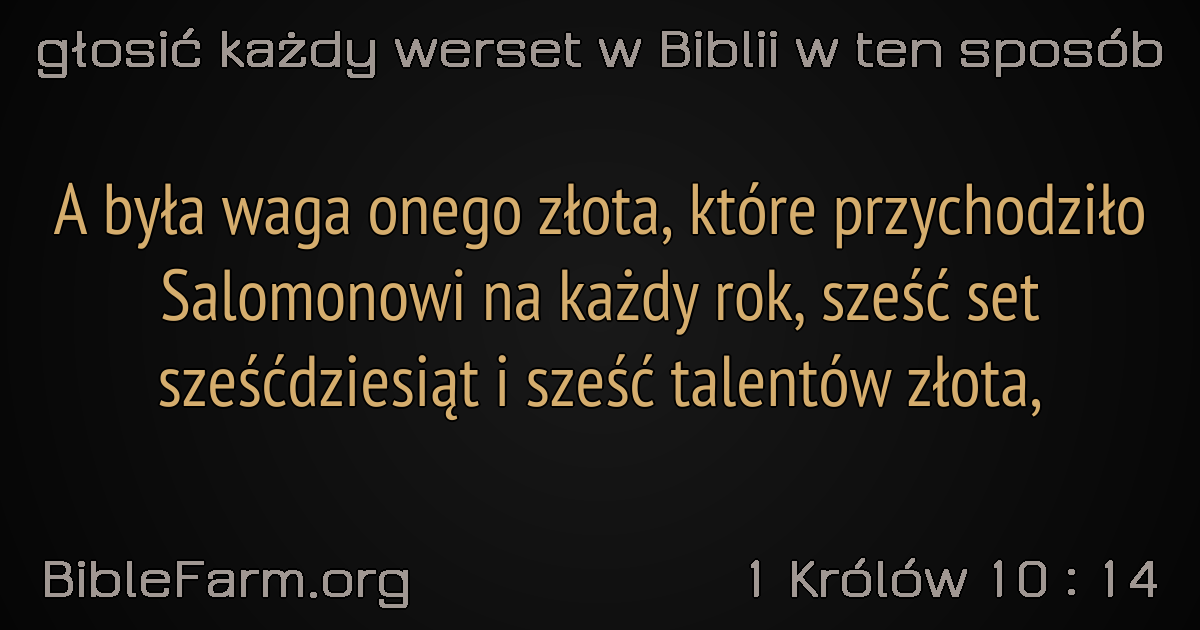 głosić każdy werset w Biblii w ten sposób
A była waga onego złota, które przychodziło
Salomonowi na każdy rok, sześć set
sześćdziesiąt i sześć talentów złota,
BibleFarm.org
1 Królów 10 : 14